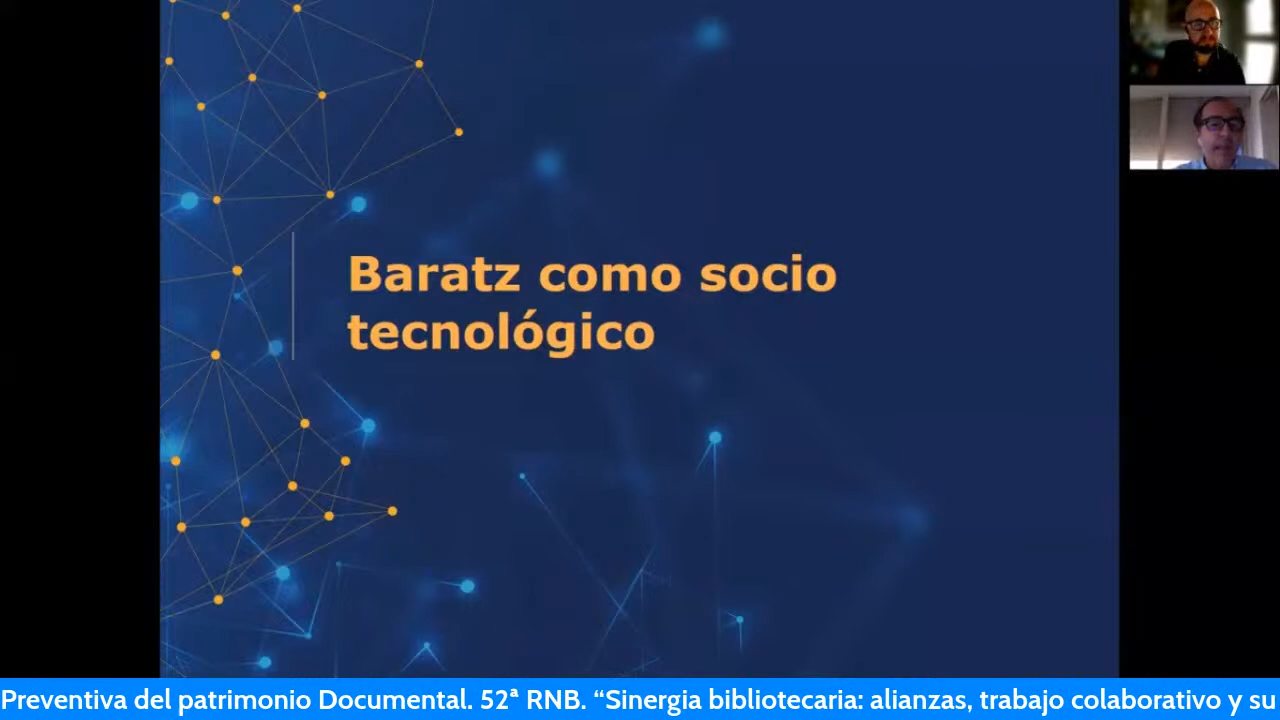 Baratz como socio
tecnológico
Preventiva del patrimonio Documental. 52ª RNB. “Sinergia bibliotecaria: alianzas, trabajo colaborativo y su